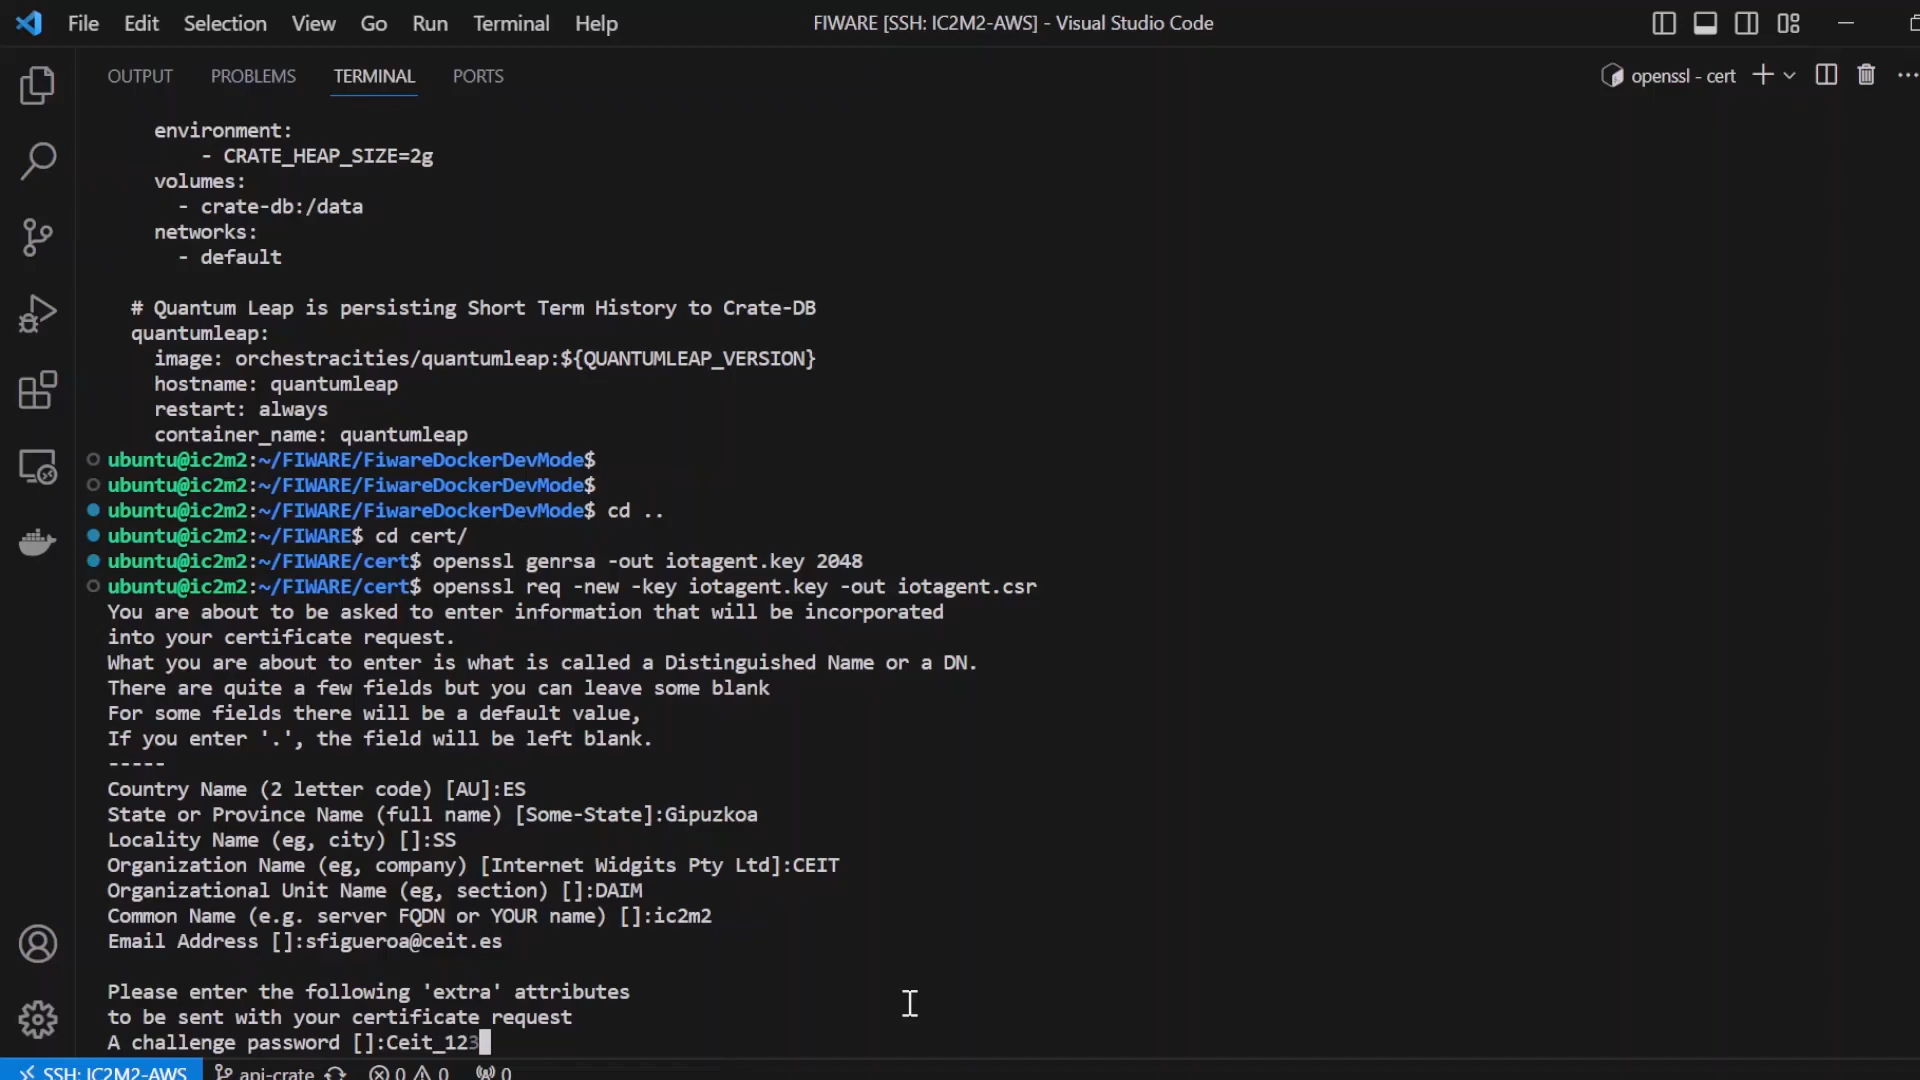 File Edit Selection View Go Run Terminal Help FIWARE [SSH: IC2M2-AWS] - Visual Studio Code
OUTPUT PROBLEMS TERMINAL PORTS openssl - cert
environment:
- CRATE_HEAP_SIZE=2g
volumes:
- crate-db:/data
networks:
- default
# Quantum Leap is persisting Short Term History to Crate-DB
quantumleap:
image: orchestracities/quantumleap:${QUANTUMLEAP_VERSION}
hostname: quantumleap
restart: always
container_name: quantumleap
ubuntu@ic2m2:~/FIWARE/FiwareDockerDevMode$
ubuntu@ic2m2:~/FIWARE/FiwareDockerDevMode$
ubuntu@ic2m2:~/FIWARE/FiwareDockerDevMode$ cd ..
ubuntu@ic2m2:~/FIWARE$ cd cert/
ubuntu@ic2m2:~/FIWARE/cert$ openssl genrsa -out iotagent.key 2048
ubuntu@ic2m2:~/FIWARE/cert$ openssl req -new -key iotagent.key -out iotagent.csr
You are about to be asked to enter information that will be incorporated
into your certificate request.
What you are about to enter is what is called a Distinguished Name or a DN.
There are quite a few fields but you can leave some blank
For some fields there will be a default value,
If you enter '.', the field will be left blank.
-----
Country Name (2 letter code) [AU]:ES
State or Province Name (full name) [Some-State]:Gipuzkoa
Locality Name (eg, city) []:SS
Organization Name (eg, company) [Internet Widgits Pty Ltd]:CEIT
Organizational Unit Name (eg, section) []:DAIM
Common Name (e.g. server FQDN or YOUR name) []:ic2m2
Email Address []:sfigueroa@ceit.es
Please enter the following 'extra' attributes
to be sent with your certificate request
A challenge password []:Ceit_123
SSH: IC2M2-AWS api-crate 0 0 0